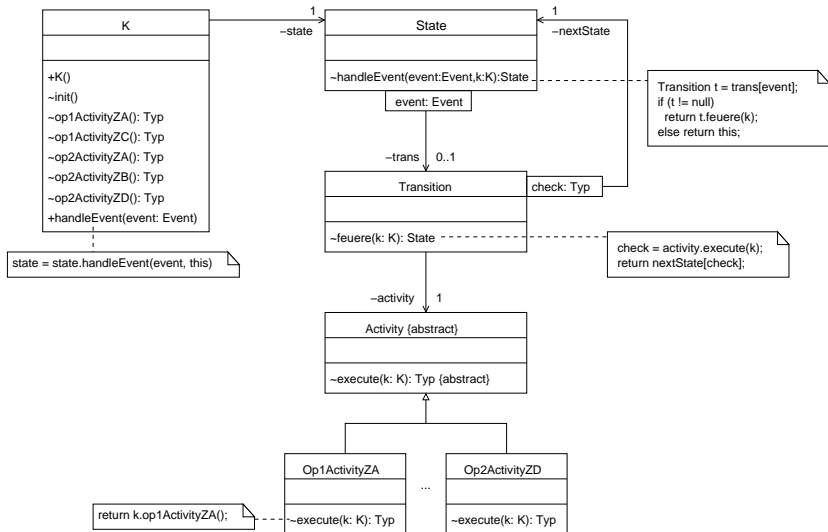 K
+K()
~init()
~op1ActivityZA(): Typ
~op1ActivityZC(): Typ
~op2ActivityZA(): Typ
~op2ActivityZB(): Typ
~op2ActivityZD(): Typ
+handleEvent(event: Event)
state = state.handleEvent(event, this)
1
−state
State
~handleEvent(event:Event,k:K):State
event: Event
1
−nextState
Transition t = trans[event];
if (t != null)
return t.feuere(k);
else return this;
−trans 0..1
Transition
check: Typ
~feuere(k: K): State
check = activity.execute(k);
return nextState[check];
−activity 1
Activity {abstract}
~execute(k: K): Typ {abstract}
Op1ActivityZA
~execute(k: K): Typ
return k.op1ActivityZA();
...
Op2ActivityZD
~execute(k: K): Typ